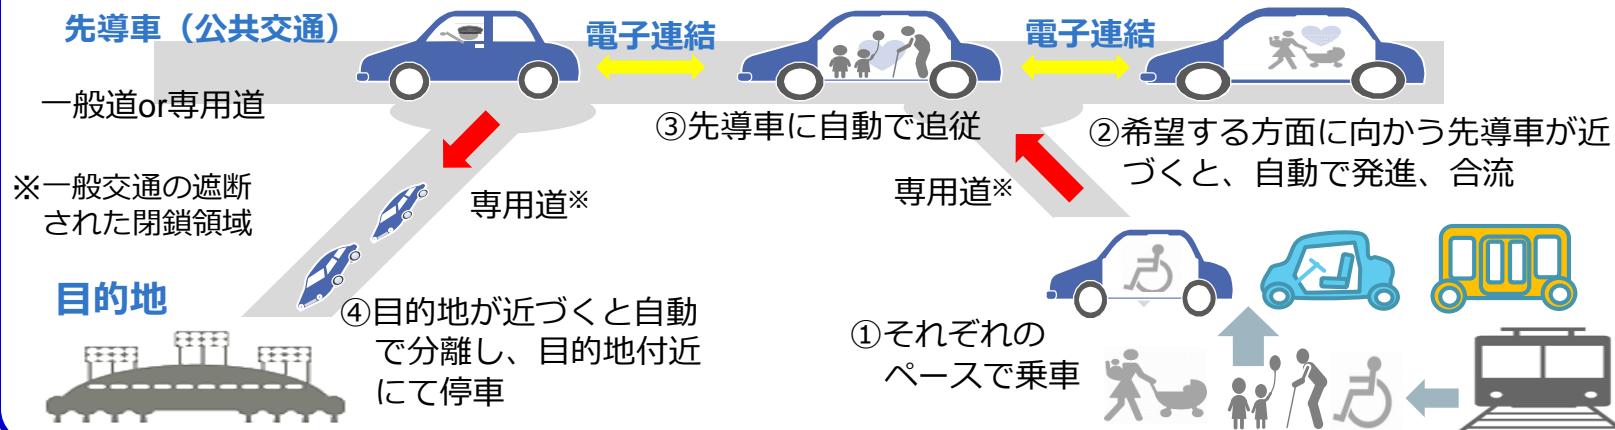 先導車（公共交通）
電子連結
電子連結
一般道or専用道
③先導車に自動で追従
②希望する方面に向かう先導車が近
づくと、自動で発進、合流
※一般交通の遮断
された閉鎖領域
専用道※
専用道※
目的地
④目的地が近づくと自動
で分離し、目的地付近
にて停車
①それぞれの
ペースで乗車